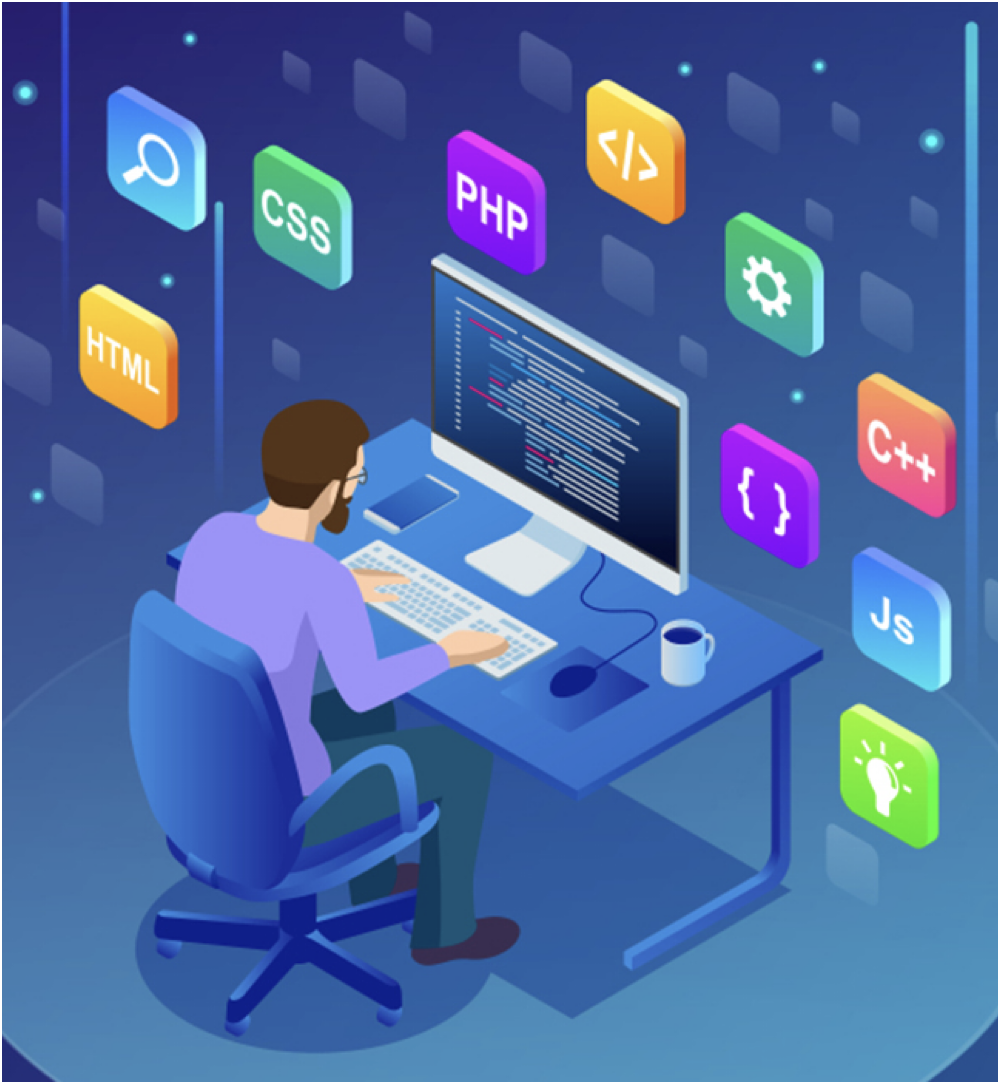 CSS
PHP
</>
HTML
C++
{ }
Js